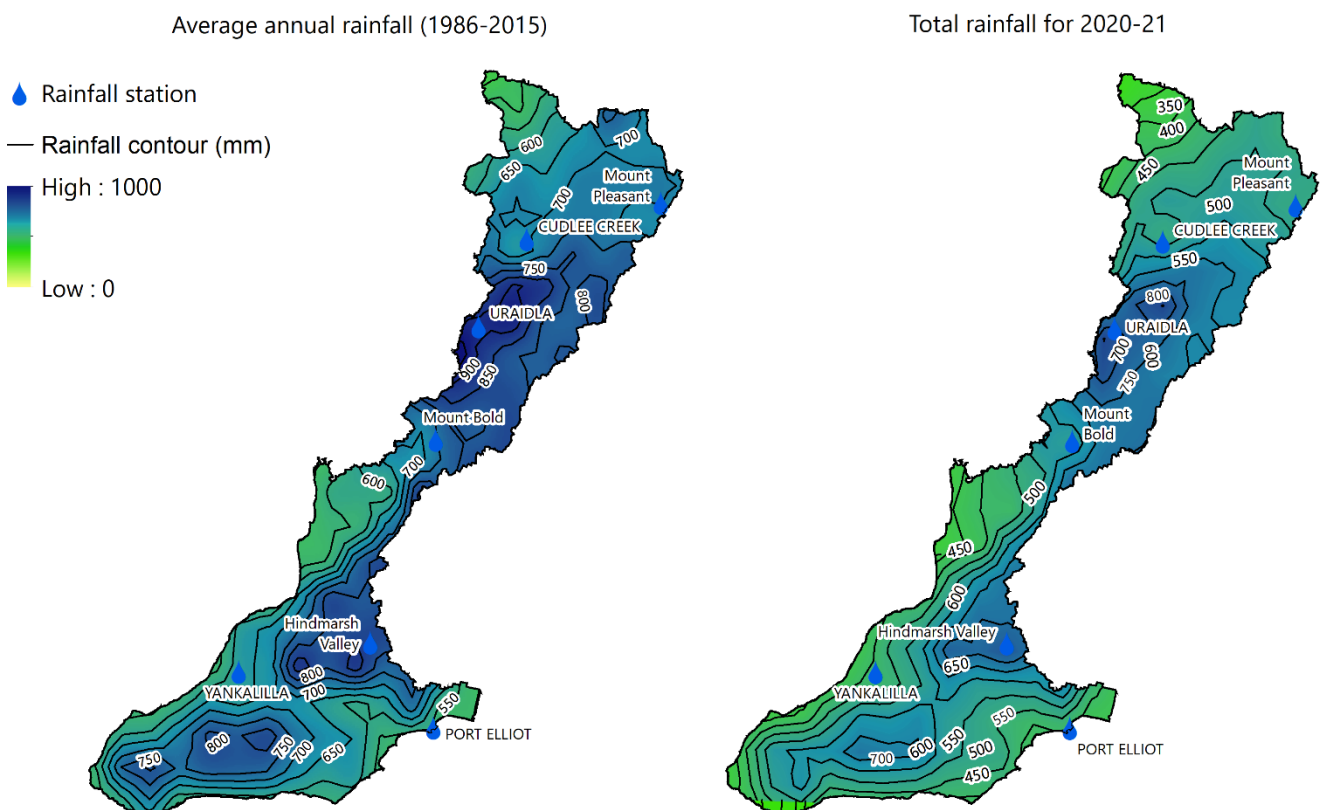 Average annual rainfall (1986-2015)
Total rainfall for 2020-21
Rainfall station
Rainfall contour (mm)
High : 1000
Low : 0
600
700
650
Mount
Pleasant
700
CUDLEE CREEK
750
800
URAIDLA
900
850
Mount Bold
700
600
Hindmarsh
Valley
800
YANKALILLA
700
550
PORT ELLIOT
800
750
700
650
750
350
400
450
Mount
Pleasant
500
CUDLEE CREEK
550
800
URAIDLA
700
600
750
Mount
Bold
500
450
600
Hindmarsh Valley
650
YANKALILLA
550
PORT ELLIOT
550
600
500
700
450